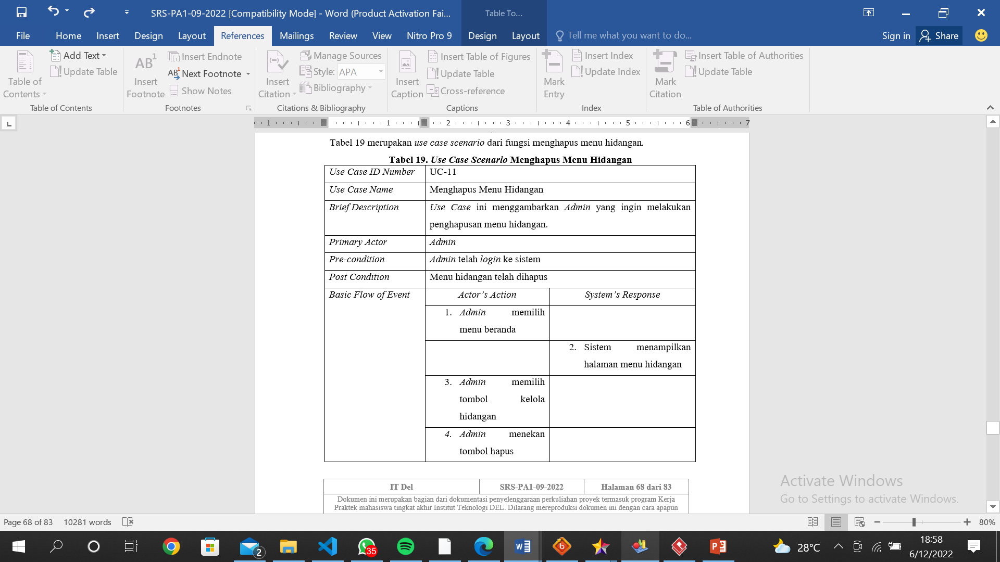 SRS-PA1-09-2022 [Compatibility Mode] - Word (Product Activation Fai...
Table To...
File
Home
Insert
Design
Layout
References
Mailings
Review
View
Nitro Pro 9
Design
Layout
Tell me what you want to do...
Sign in
Share
Table of
Contents
Add Text
Update Table
Table of Contents
AB1
Insert
Footnote
Insert Endnote
AB1 Next Footnote
Show Notes
Footnotes
Insert
Citation
Manage Sources
Style: APA
Bibliography
Citations & Bibliography
Insert
Caption
Insert Table of Figures
Update Table
Cross-reference
Captions
Mark
Entry
Insert Index
Update Index
Index
Mark
Citation
Insert Table of Authorities
Update Table
Table of Authorities
L
1 1 2 3 4 5 6 7
Tabel 19 merupakan use case scenario dari fungsi menghapus menu hidangan.
Tabel 19. Use Case Scenario Menghapus Menu Hidangan
Use Case ID Number UC-11
Use Case Name Menghapus Menu Hidangan
Brief Description Use Case ini menggambarkan Admin yang ingin melakukan
penghapusan menu hidangan.
Primary Actor Admin
Pre-condition Admin telah login ke sistem
Post Condition Menu hidangan telah dihapus
Basic Flow of Event Actor’s Action System’s Response
1. Admin memilih
menu beranda
2. Sistem menampilkan
halaman menu hidangan
3. Admin memilih
tombol kelola
hidangan
4. Admin menekan
tombol hapus
IT Del SRS-PA1-09-2022 Halaman 68 dari 83
Dokumen ini merupakan bagian dari dokumentasi penyelenggaraan perkuliahan proyek termasuk program Kerja
Praktek mahasiswa tingkat akhir Institut Teknologi DEL. Dilarang mereproduksi dokumen ini dengan cara apapun
Activate Windows
Go to Settings to activate Windows.
Page 68 of 83 10281 words
80%
2
35
28°C
18:58
6/12/2022